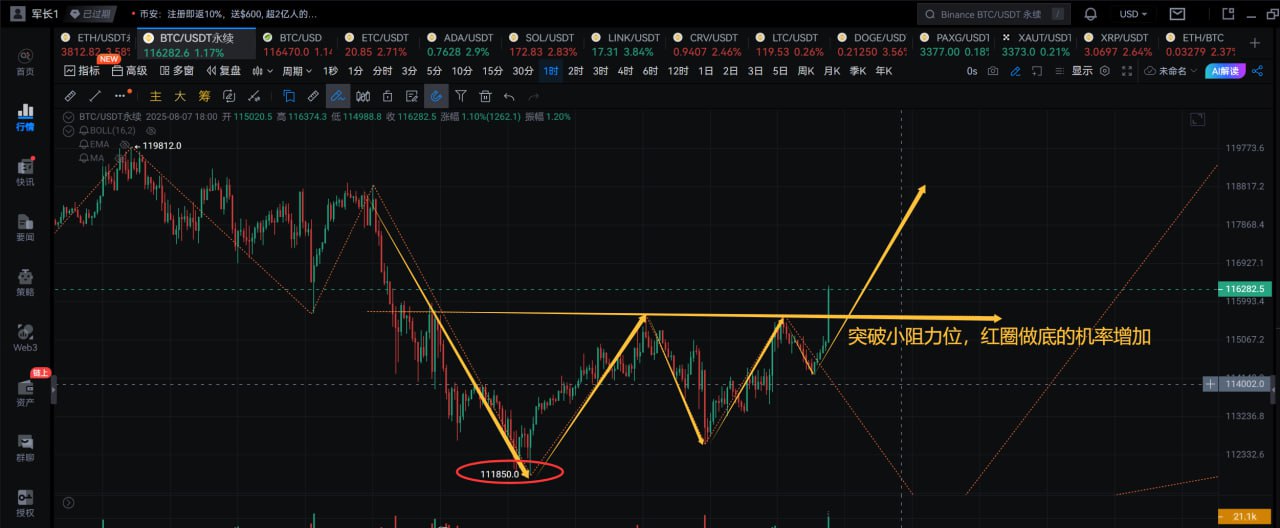 军长1 已过期 币安：注册即返10%，送$600, 超2亿人的... Binance BTC/USDT 永续 / USD
ETH/USDT BTC/USDT永续 BTC/USD ETC/USDT ADA/USDT SOL/USDT LINK/USDT CRV/USDT LTC/USDT DOGE/USD PAXG/USDT XAUT/USDT XRP/USDT ETH/BTC
3812.82 3.58% 116282.6 1.17% 116470.0 1.14 20.85 2.71% 0.7628 2.9% 172.83 2.83% 17.31 3.84% 0.9407 2.46% 119.53 0.26% 0.21250 3.56% 3377.00 0.18% 3373.0 0.21% 3.0697 2.64% 0.03279 2.37%
NEW
指标 高级 多窗 复盘 周期 1秒 1分 分时 3分 5分 10分 15分 30分 1时 2时 3时 4时 6时 12时 1日 2日 3日 5日 周K 月K 季K 年K 0s 显示 未命名 AI解读
主 大 筹
BTC/USDT永续 2025-08-07 18:00 开 115020.5 高 116374.3 低 114988.8 收 116282.5 涨幅 1.10%(1262.1) 振幅 1.20%
BOLL(16,2)
EMA
MA
119812.0
首页
行情
快讯
要闻
策略
Web3
链上
资产
群聊
授权
突破小阻力位，红圈做底的机率增加
111850.0
119773.6
118817.2
117868.4
116927.1
116282.5
115993.4
115067.2
114002.0
113236.8
112332.6
21.1k